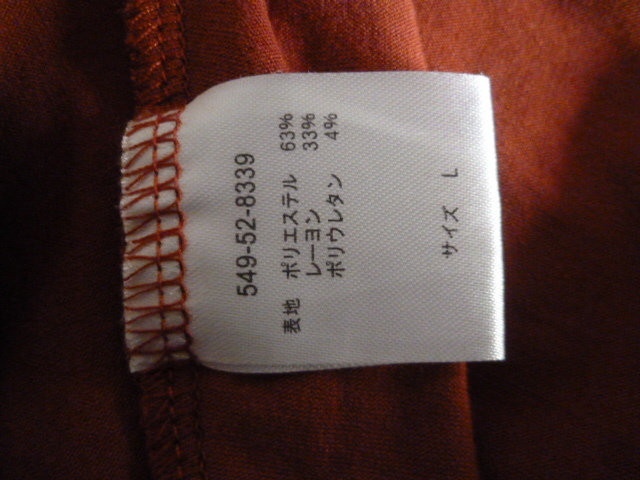 549-52-8339
表地 ポリエステル 63%
レーヨン 33%
ポリウレタン 4%
サイズ L